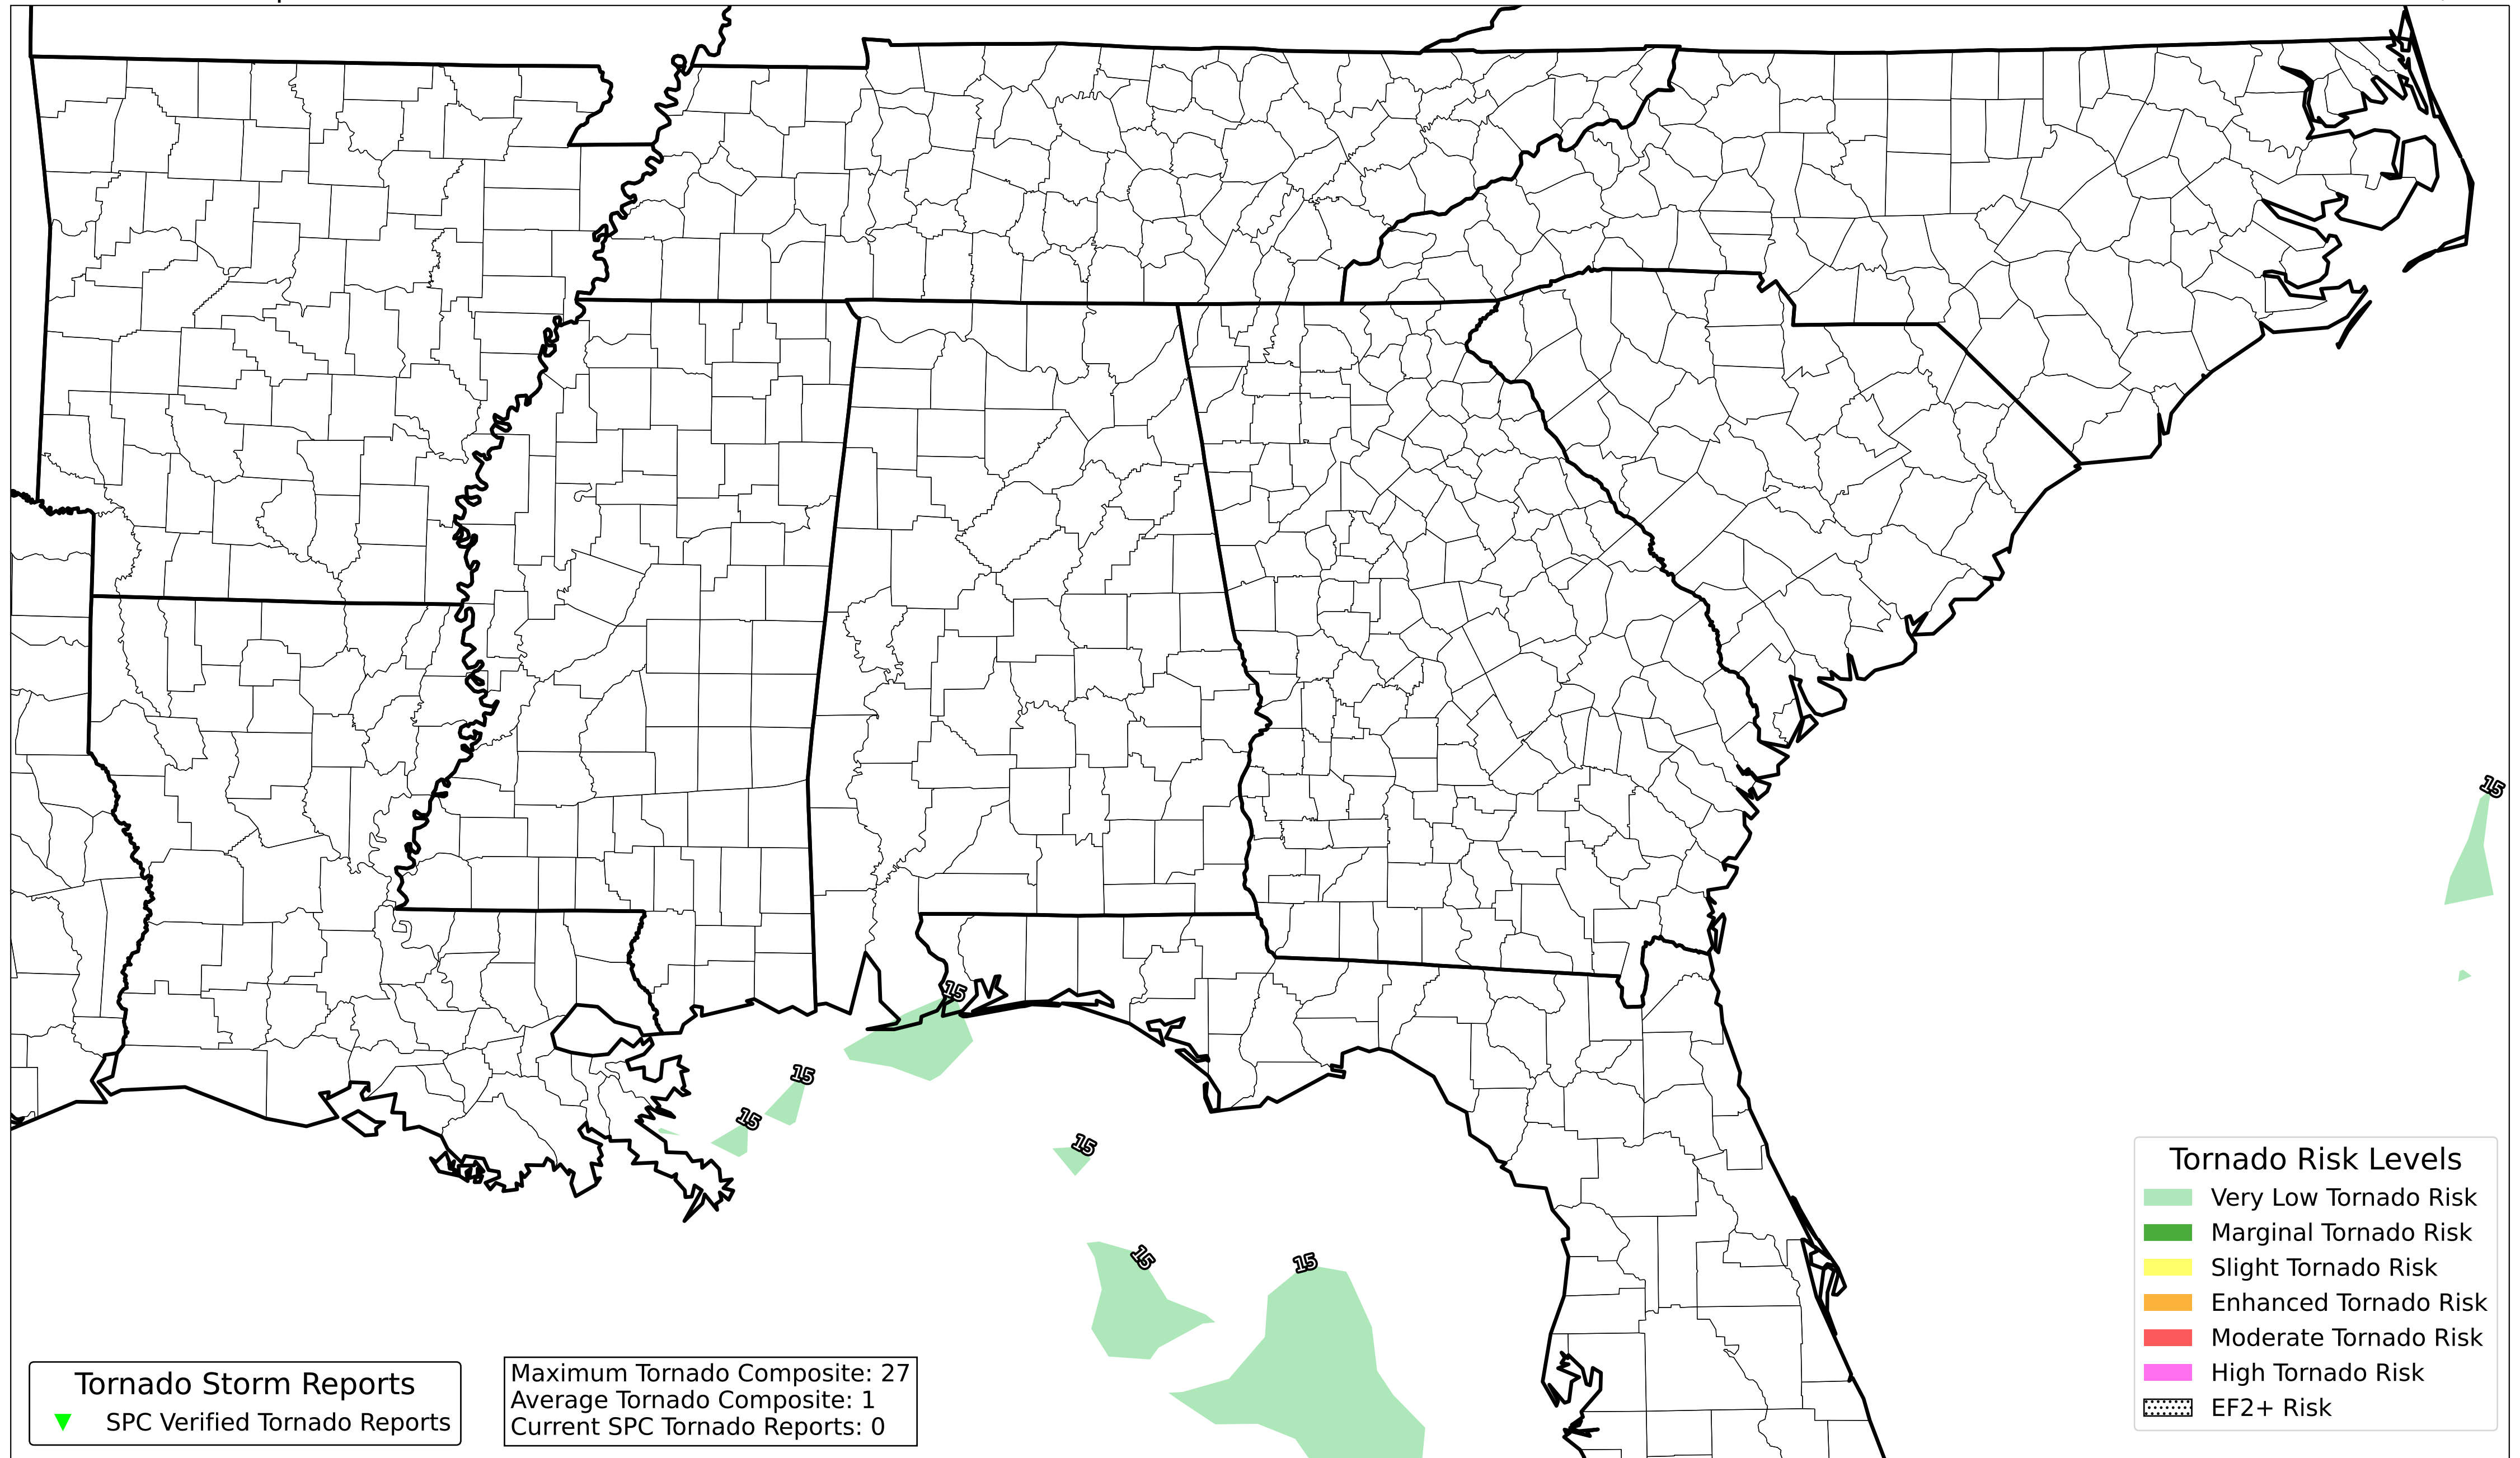 15
15
15
15
15
15
15
Tornado Risk Levels
Very Low Tornado Risk
Marginal Tornado Risk
Slight Tornado Risk
Enhanced Tornado Risk
Moderate Tornado Risk
High Tornado Risk
EF2+ Risk
Tornado Storm Reports
SPC Verified Tornado Reports
Maximum Tornado Composite: 27
Average Tornado Composite: 1
Current SPC Tornado Reports: 0